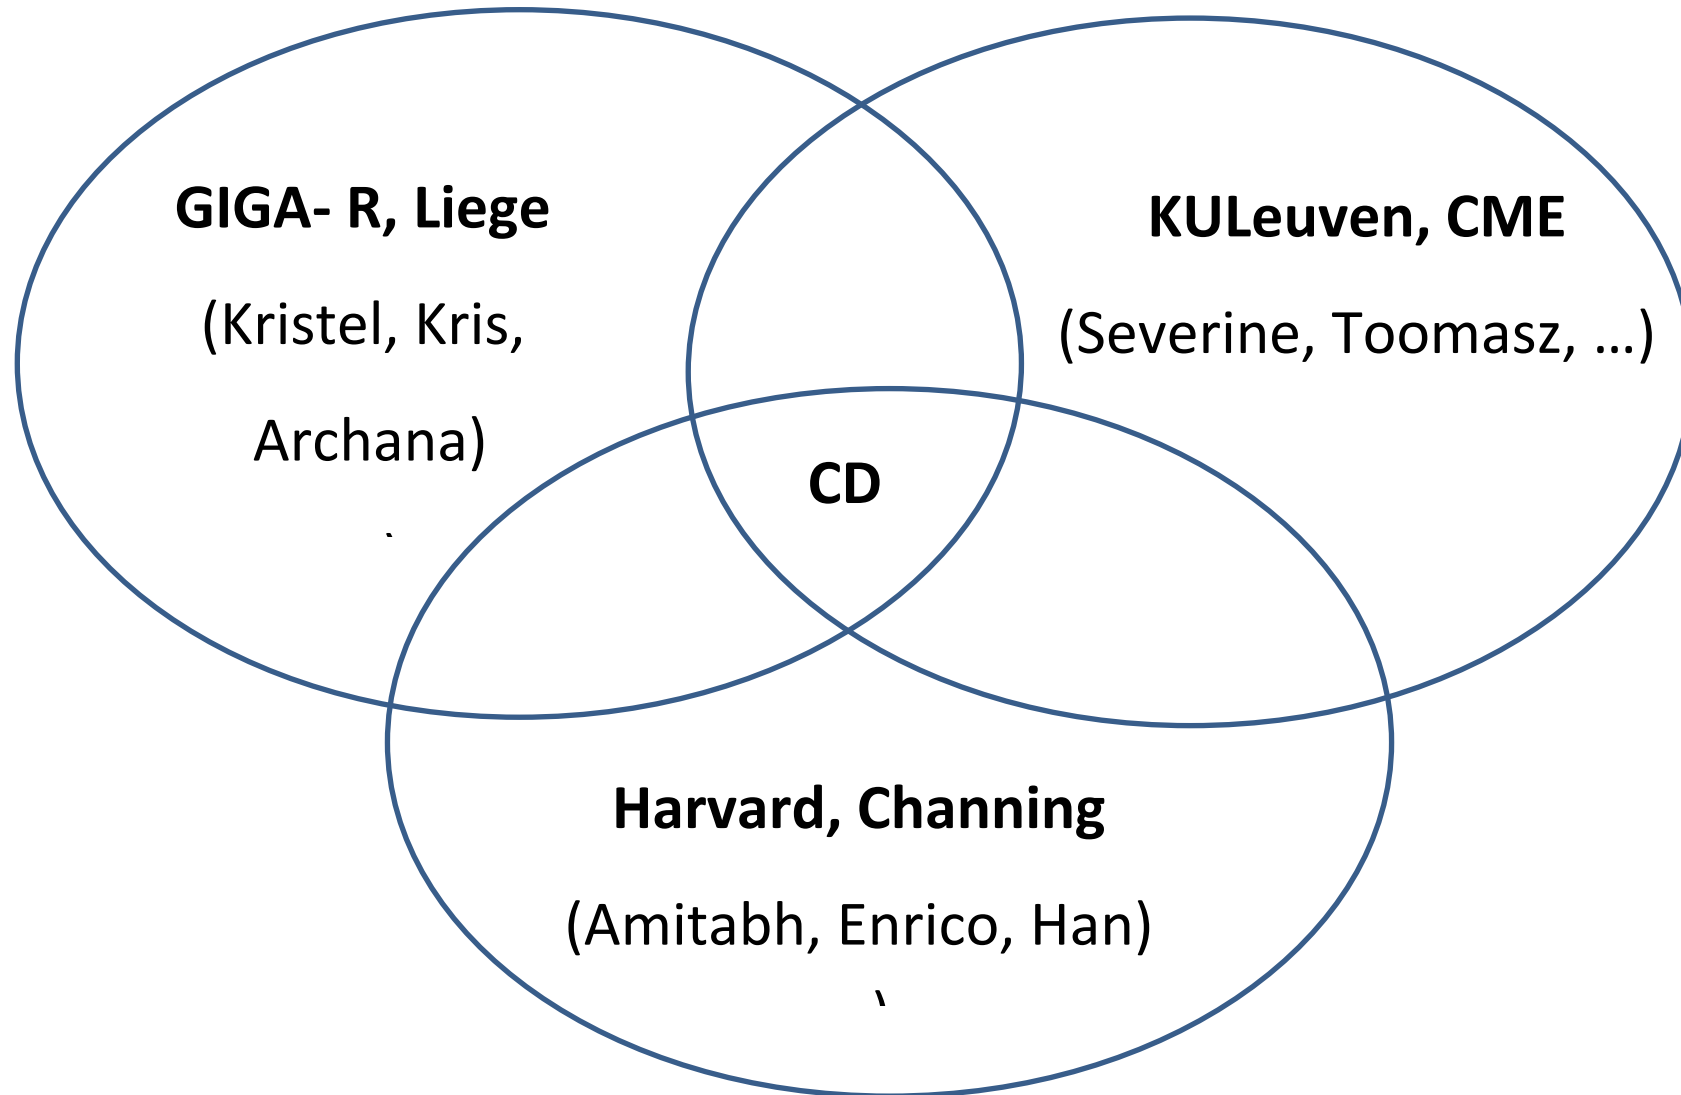 GIGA- R, Liege
(Kristel, Kris,
Archana)
KULeuven, CME
(Severine, Toomasz, ...)
CD
Harvard, Channing
(Amitabh, Enrico, Han)